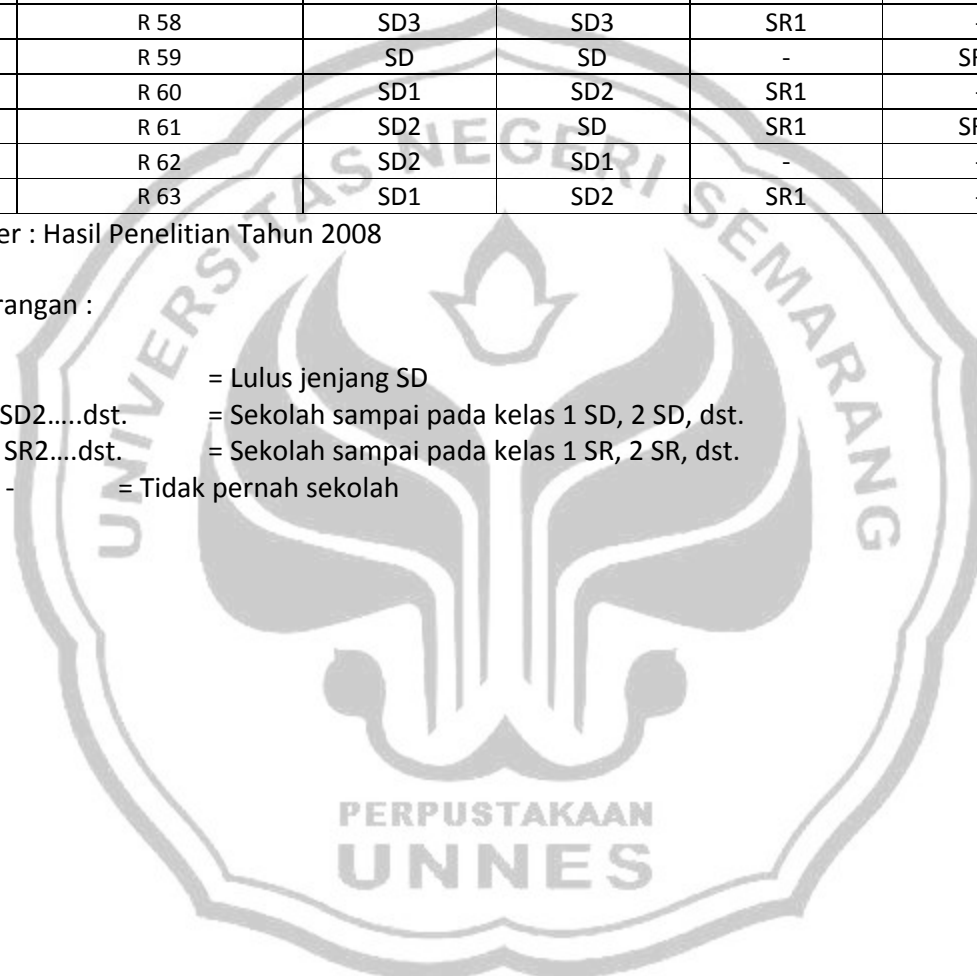 R 58 SD3 SD3 SR1 -
R 59 SD SD -
R 60 SD1 SD2 SR1 -
R 61 SD2 SD SR1
R 62 SD2 SD1 - -
R 63 SD1 SD2 SR1 -
er : Hasil Penelitian Tahun 2008
rangan :
= Lulus jenjang SD
SD2.....dst. = Sekolah sampai pada kelas 1 SD, 2 SD, dst.
SR2....dst. = Sekolah sampai pada kelas 1 SR, 2 SR, dst.
- = Tidak pernah sekolah
UNIVERSITAS NEGERI SEMARANG
PERPUSTAKAAN
UNNES